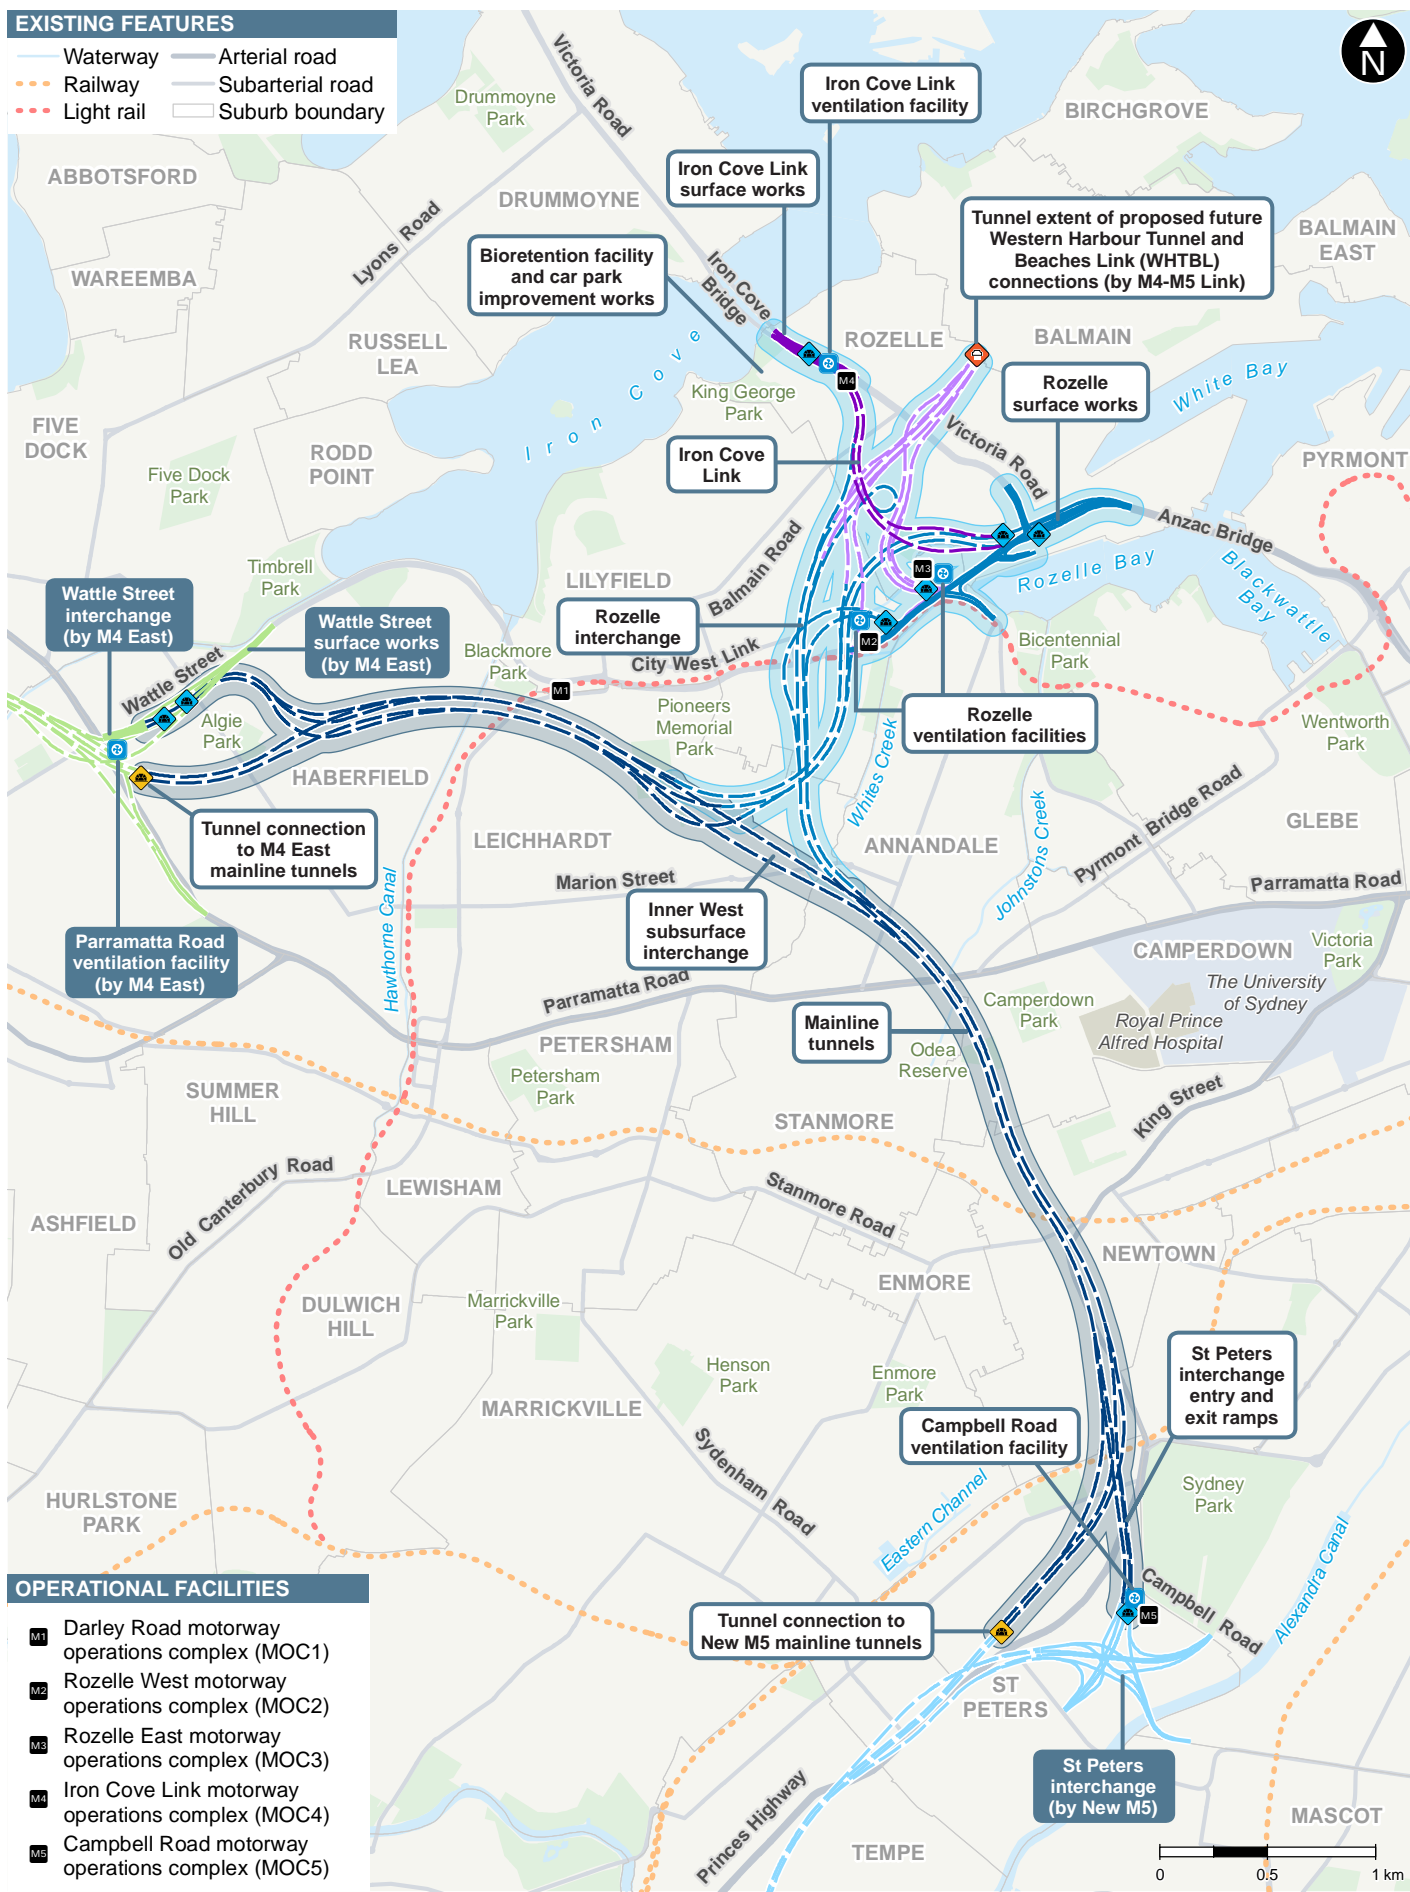 EXISTING FEATURES
Waterway
Arterial road
Railway
Subarterial road
Light rail
Suburb boundary
N
Victoria Road
Drummoyne
Park
Iron Cove Link
ventilation facility
BIRCHGROVE
ABBOTSFORD
Iron Cove Link
surface works
DRUMMOYNE
Lyons Road
Tunnel extent of proposed future
Western Harbour Tunnel and
Beaches Link (WHTBL)
connections (by M4-M5 Link)
BALMAIN
EAST
WAREEMBA
Bioretention facility
and car park
improvement works
Iron Cove
Bridge
RUSSELL
LEA
ROZELLE
BALMAIN
Iron Cove
M4
King George
Park
Rozelle
surface works
White Bay
FIVE
DOCK
RODD
POINT
Five Dock
Park
Iron Cove
Link
Victoria Road
PYRMONT
Anzac Bridge
Timbrell
Park
LILYFIELD
Balmain Road
M3
Rozelle Bay
Blackwattle
Bay
Wattle Street
interchange
(by M4 East)
Wattle Street
surface works
(by M4 East)
Rozelle
interchange
M2
Bicentennial
Park
Blackmore
Park
City West Link
Wattle Street
M1
Algie
Park
Pioneers
Memorial
Park
Rozelle
ventilation facilities
Wentworth
Park
HABERFIELD
Whites Creek
Johnstons Creek
Pyrmont Bridge Road
GLEBE
Tunnel connection
to M4 East
mainline tunnels
LEICHHARDT
ANNANDALE
Marion Street
Parramatta Road
Hawthorne Canal
Inner West
subsurface
interchange
Parramatta Road
ventilation facility
(by M4 East)
CAMPERDOWN
Victoria
Park
The University
of Sydney
Parramatta Road
Camperdown
Park
Royal Prince
Alfred Hospital
Mainline
tunnels
Odea
Reserve
PETERSHAM
Petersham
Park
SUMMER
HILL
King Street
STANMORE
Old Canterbury Road
LEWISHAM
Stanmore Road
ASHFIELD
NEWTOWN
ENMORE
DULWICH
HILL
Marrickville
Park
St Peters
interchange
entry and
exit ramps
Henson
Park
Enmore
Park
MARRICKVILLE
Campbell Road
ventilation facility
Sydenham Road
HURLSTONE
PARK
Eastern Channel
Sydney
Park
Alexandra Canal
Campbell Road
M5
Tunnel connection to
New M5 mainline tunnels
OPERATIONAL FACILITIES
M1 Darley Road motorway
operations complex (MOC1)
M2 Rozelle West motorway
operations complex (MOC2)
M3 Rozelle East motorway
operations complex (MOC3)
M4 Iron Cove Link motorway
operations complex (MOC4)
M5 Campbell Road motorway
operations complex (MOC5)
ST
PETERS
St Peters
interchange
(by New M5)
Princes Highway
MASCOT
TEMPE
0 0.5 1 km